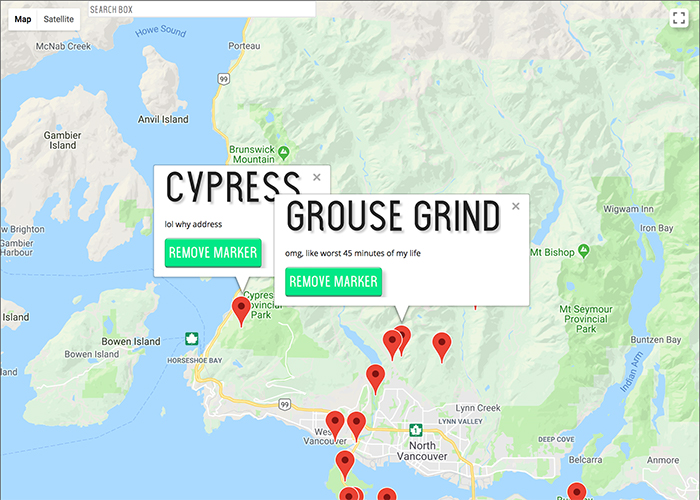 Map
Satellite
SEARCH BOX
Howe Sound
McNab Creek
Porteau
99
Anvil Island
Gambier
Island
Brunswick
Mountain
CYPRESS
lol why address
REMOVE MARKER
GROUSE GRIND
omg, like worst 45 minutes of my life
REMOVE MARKER
New Brighton
Gambier
Harbour
Wigwam Inn
Iron Bay
Mt Bishop
Mt Seymour
Provincial
Park
Cypress
Provincial
Park
Island
Bowen Island
Bowen Island
HORSESHOE BAY
Buntzen Bay
Indian Arm
99
Lynn Creek
LYNN VALLEY
West
Vancouver
1
North
Vancouver
DEEP COVE
Belcarra
Anmore